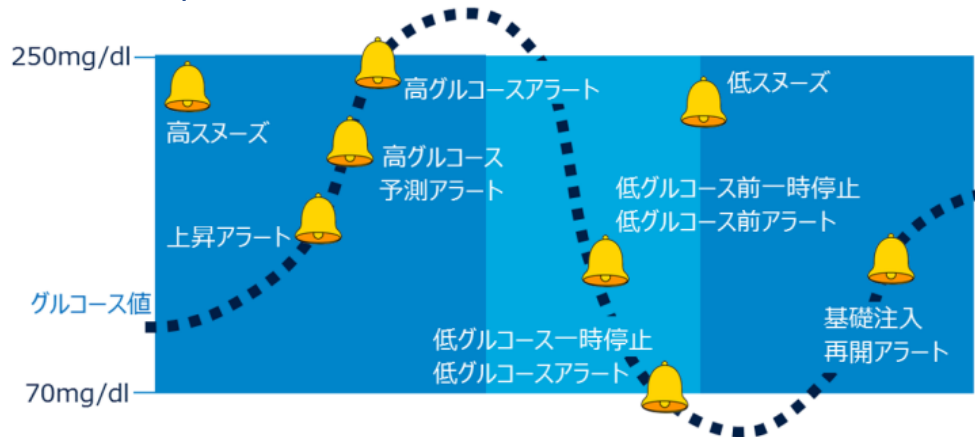 250mg/dl
高スヌーズ
高グルコースアラート
高グルコース
予測アラート
上昇アラート
低スヌーズ
低グルコース前一時停止
低グルコース前アラート
グルコース値
低グルコース一時停止
低グルコースアラート
基礎注入
再開アラート
70mg/dl